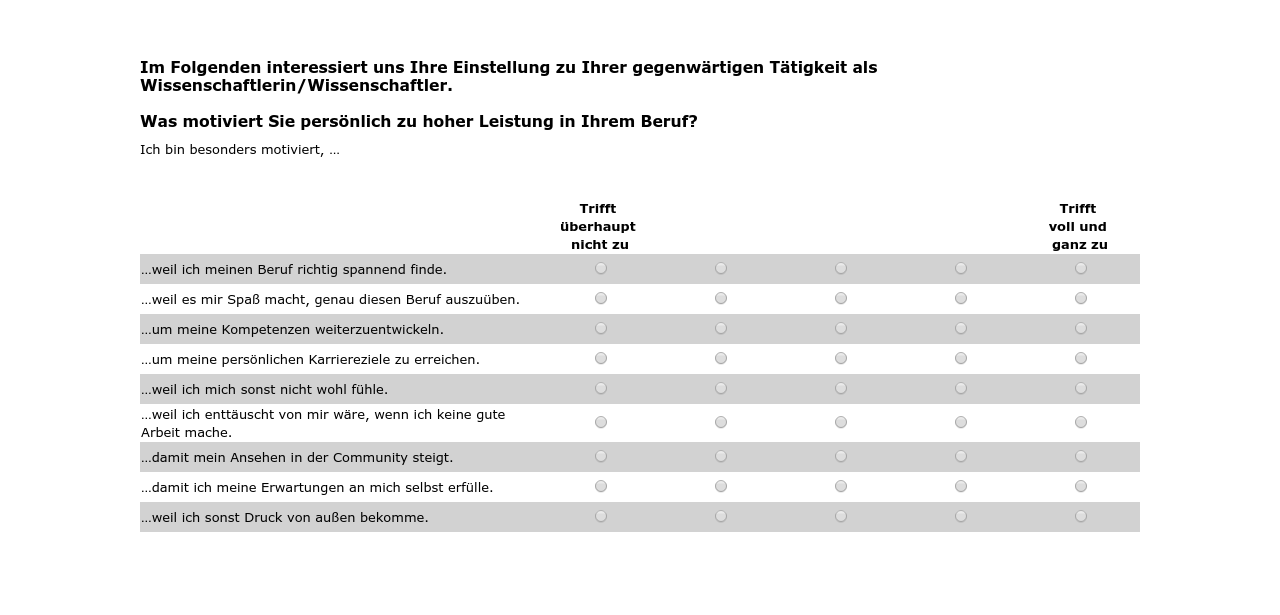 Im Folgenden interessiert uns Ihre Einstellung zu Ihrer gegenwärtigen Tätigkeit als
Wissenschaftlerin/Wissenschaftler.
Was motiviert Sie persönlich zu hoher Leistung in Ihrem Beruf?
Ich bin besonders motiviert, ...
Trifft
überhaupt
nicht zu
Trifft
voll und
ganz zu
...weil ich meinen Beruf richtig spannend finde.
...weil es mir Spaß macht, genau diesen Beruf auszuüben.
...um meine Kompetenzen weiterzuentwickeln.
...um meine persönlichen Karriereziele zu erreichen.
...weil ich mich sonst nicht wohl fühle.
...weil ich enttäuscht von mir wäre, wenn ich keine gute
Arbeit mache.
...damit mein Ansehen in der Community steigt.
...damit ich meine Erwartungen an mich selbst erfülle.
...weil ich sonst Druck von außen bekomme.